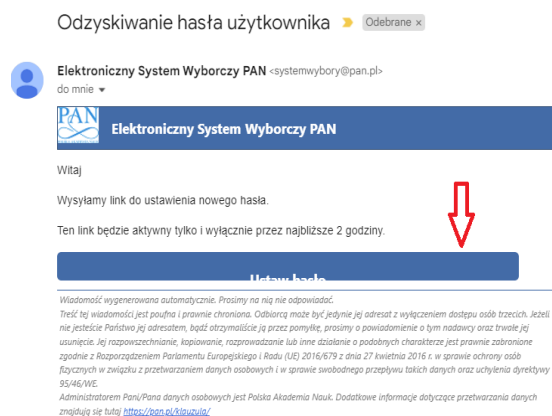 Odzyskiwanie hasła użytkownika Odebrane ×
Elektroniczny System Wyborczy PAN <systemwybory@pan.pl>
do mnie
PAN
Elektroniczny System Wyborczy PAN
Witaj
Wysyłamy link do ustawienia nowego hasła.
Ten link będzie aktywny tylko i wyłącznie przez najbliższe 2 godziny.
Ustaw hasło
Wiadomość wygenerowana automatycznie. Prosimy na nią nie odpowiadać.
Treść tej wiadomości jest poufna i prawnie chroniona. Odbiorcą może być jedynie jej adresat z wyłączeniem dostępu osób trzecich. Jeżeli
nie jesteście Państwo jej adresatem, bądź otrzymaliście ją przez pomyłkę, prosimy o powiadomienie o tym nadawcy oraz trwałe jej
usunięcie. Jej rozpowszechnianie, kopiowanie, rozprowadzanie lub inne działanie o podobnych charakterze jest prawnie zabronione
zgodnie z Rozporządzeniem Parlamentu Europejskiego i Radu (UE) 2016/679 z dnia 27 kwietnia 2016 r. w sprawie ochrony osób
fizycznych w związku z przetwarzaniem danych osobowych i w sprawie swobodnego przepływu takich danych oraz uchylenia dyrektywy
95/46/WE.
Administratorem Pani/Pana danych osobowych jest Polska Akademia Nauk. Dodatkowe informacje dotyczące przetwarzania danych
znajdują się tutaj https://pan.pl/klauzula/